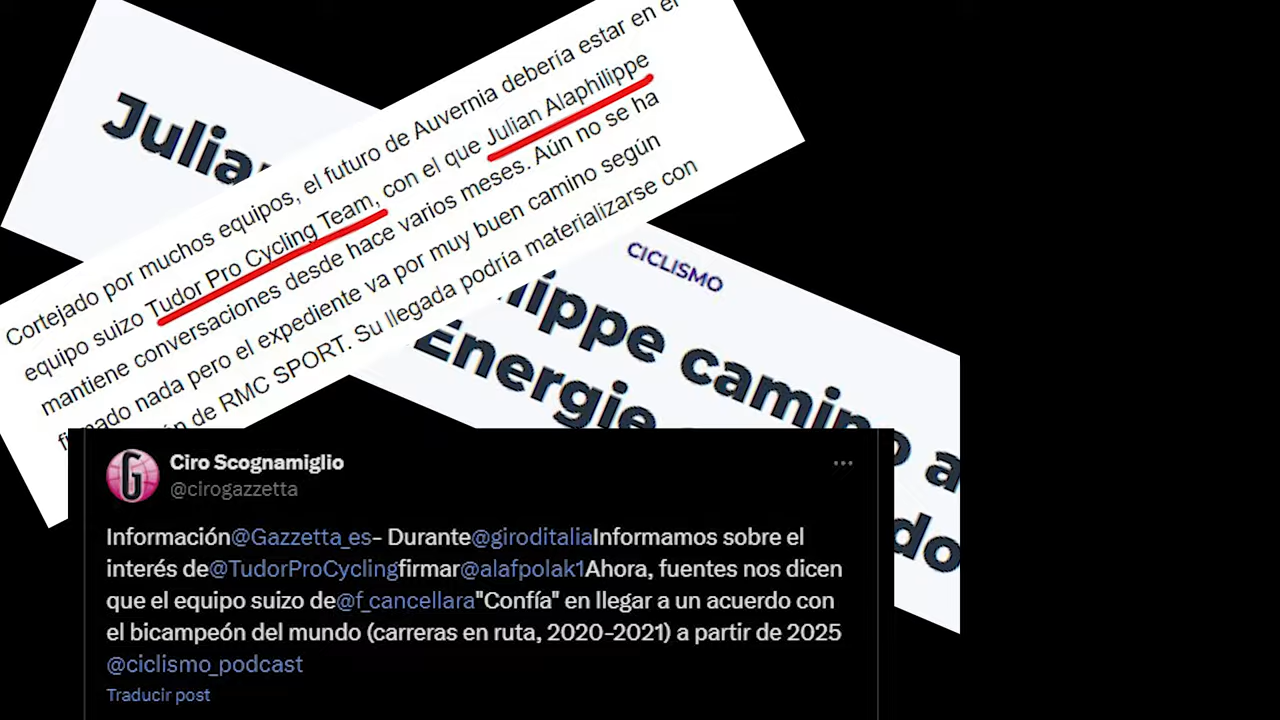 Julia
Cortejado por muchos equipos, el futuro de Auvernia debería estar en el
equipo suizo Tudor Pro Cycling Team, con el que Julian Alaphilippe
mantiene conversaciones desde hace varios meses. Aún no se ha
firmado nada pero el expediente va por muy buen camino según
de RMC SPORT. Su llegada podría materializarse con
CICLISMO
ippe camino a
Energie
do
Ciro Scognamiglio
@cirogazzetta
Información@Gazzetta_es- Durante@giroditaliaInformamos sobre el
interés de@TudorProCyclingfirmar@alafpolak1Ahora, fuentes nos dicen
que el equipo suizo de@f_cancellara"Confía" en llegar a un acuerdo con
el bicampeón del mundo (carreras en ruta, 2020-2021) a partir de 2025
@ciclismo_podcast
Traducir post